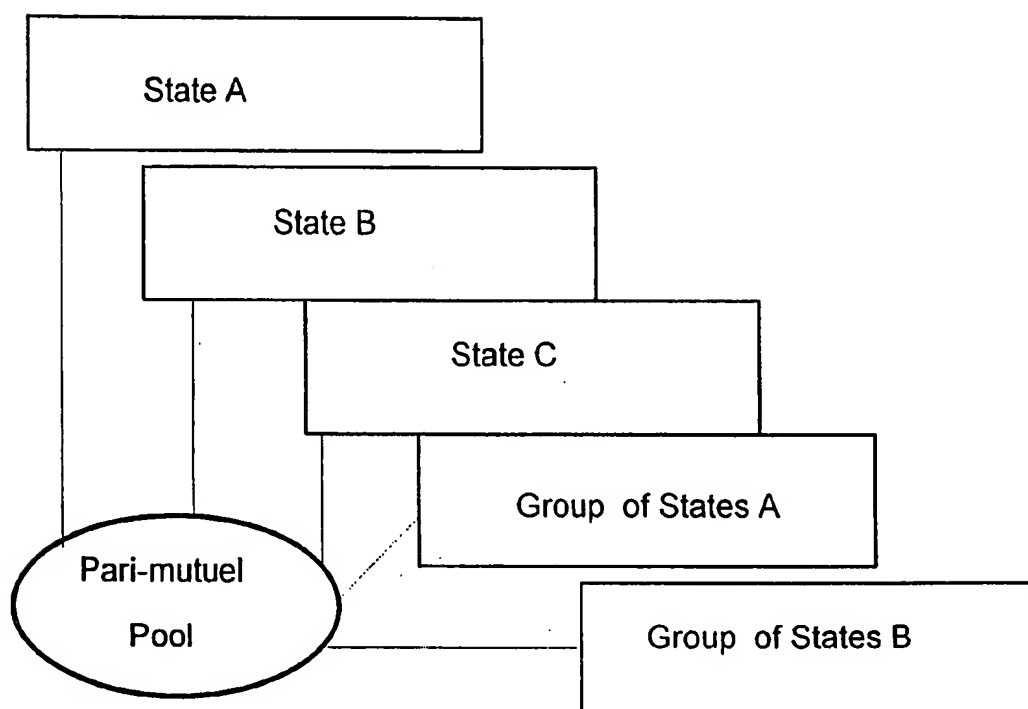 State A
State B
State C
Group of States A
Pari-mutuel
Pool
Group of States B